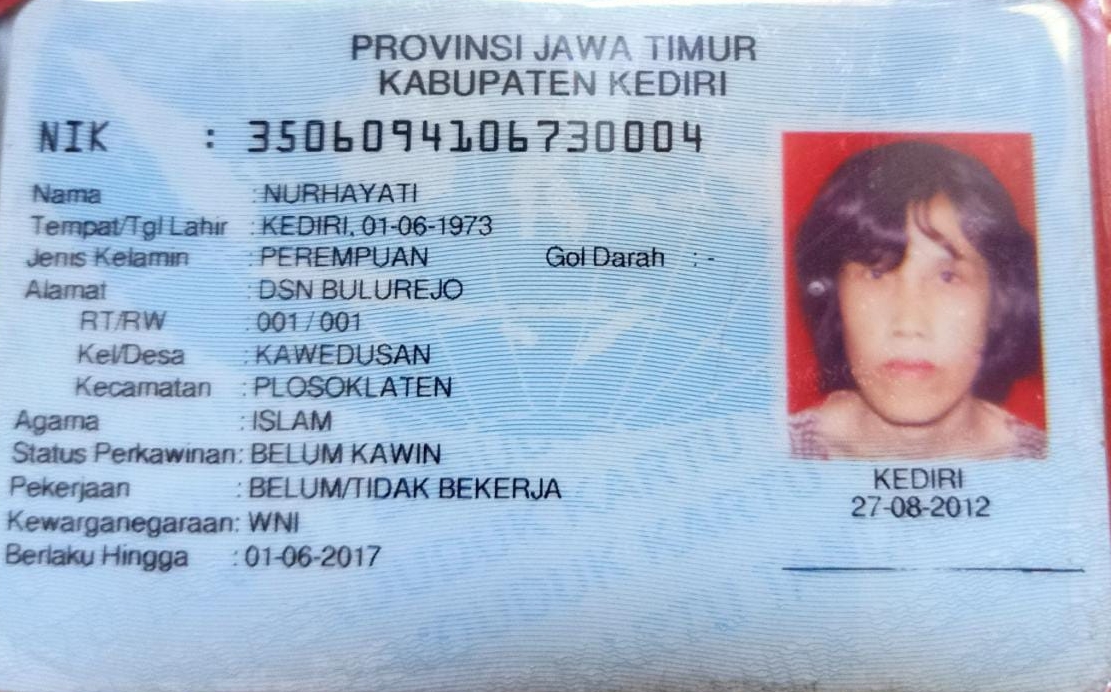 PROVINSI JAWA TIMUR
KABUPATEN KEDIRI
NIK : 3506094106730004
Nama : NURHAYATI
Tempat/Tgl Lahir : KEDIRI, 01-06-1973
Jenis Kelamin : PEREMPUAN Gol Darah : -
Alamat : DSN BULUREJO
RT/RW : 001 / 001
Kel/Desa : KAWEDUSAN
Kecamatan : PLOSOKLATEN
Agama : ISLAM
Status Perkawinan: BELUM KAWIN
Pekerjaan : BELUM/TIDAK BEKERJA
Kewarganegaraan: WNI
Berlaku Hingga : 01-06-2017
KEDIRI
27-08-2012